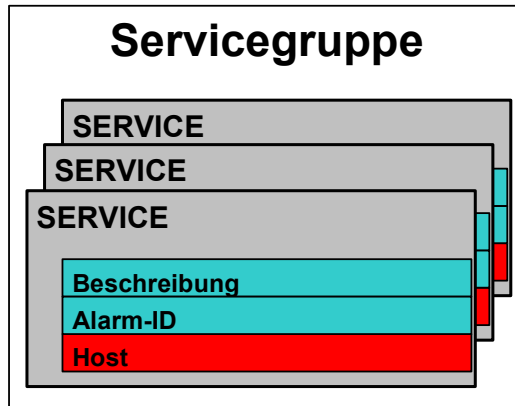 Servicegruppe
SERVICE
SERVICE
SERVICE
Beschreibung
Alarm-ID
Host